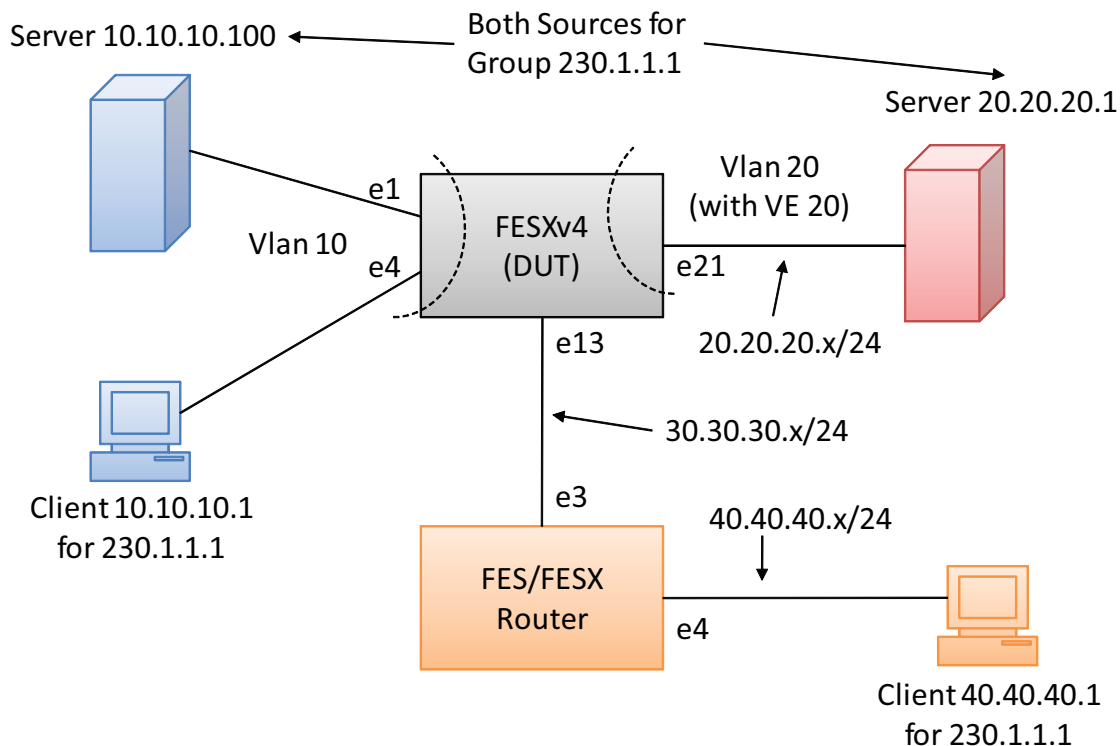 Server 10.10.10.100
Both Sources for
Group 230.1.1.1
Server 20.20.20.1
e1
Vlan 10
e4
FESXv4
(DUT)
Vlan 20
(with VE 20)
e21
e13
20.20.20.x/24
30.30.30.x/24
Client 10.10.10.1
for 230.1.1.1
e3
40.40.40.x/24
FES/FESX
Router
e4
Client 40.40.40.1
for 230.1.1.1